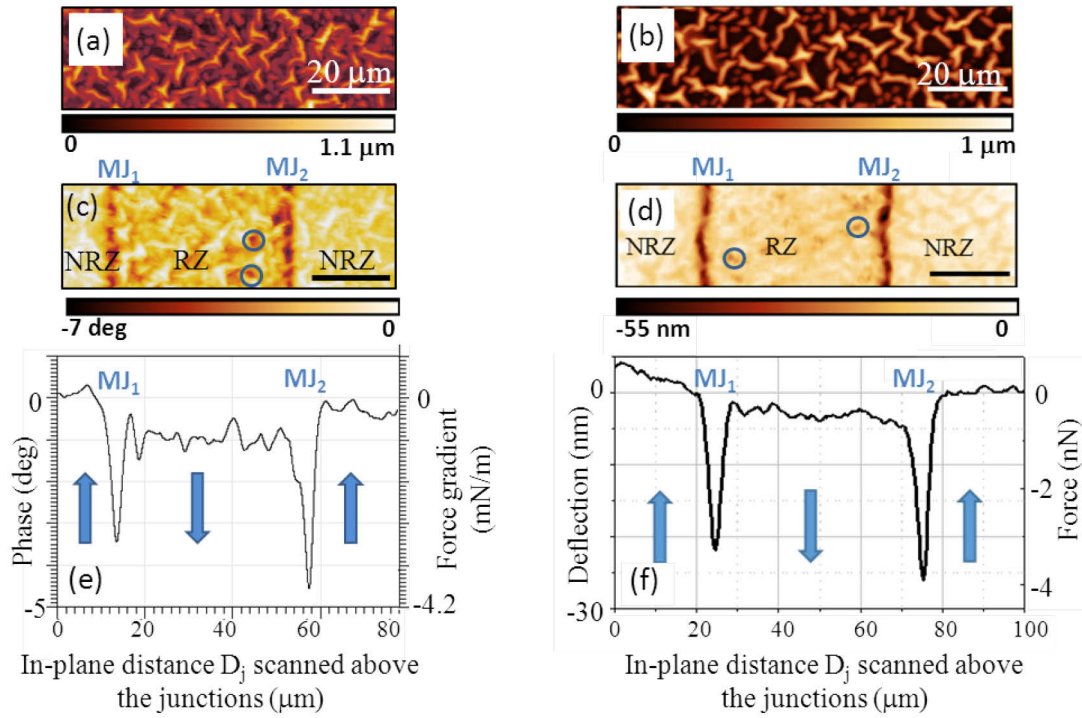 (a)
20 µm
0 1.1 µm
MJ1 MJ2
(c)
NRZ RZ NRZ
-7 deg 0
MJ1 MJ2
0 0
Phase (deg)
Force gradient
(mN/m)
(e)
-5 -4.2
0 20 40 60 80
In-plane distance Dj scanned above
the junctions (µm)
(b)
20 µm
0 1 µm
MJ1 MJ2
(d)
NRZ RZ NRZ
-55 nm 0
MJ1 MJ2
0 0
Deflection (nm)
-2
Force (nN)
(f)
-4
-30
0 20 40 60 80 100
In-plane distance Dj scanned above
the junctions (µm)